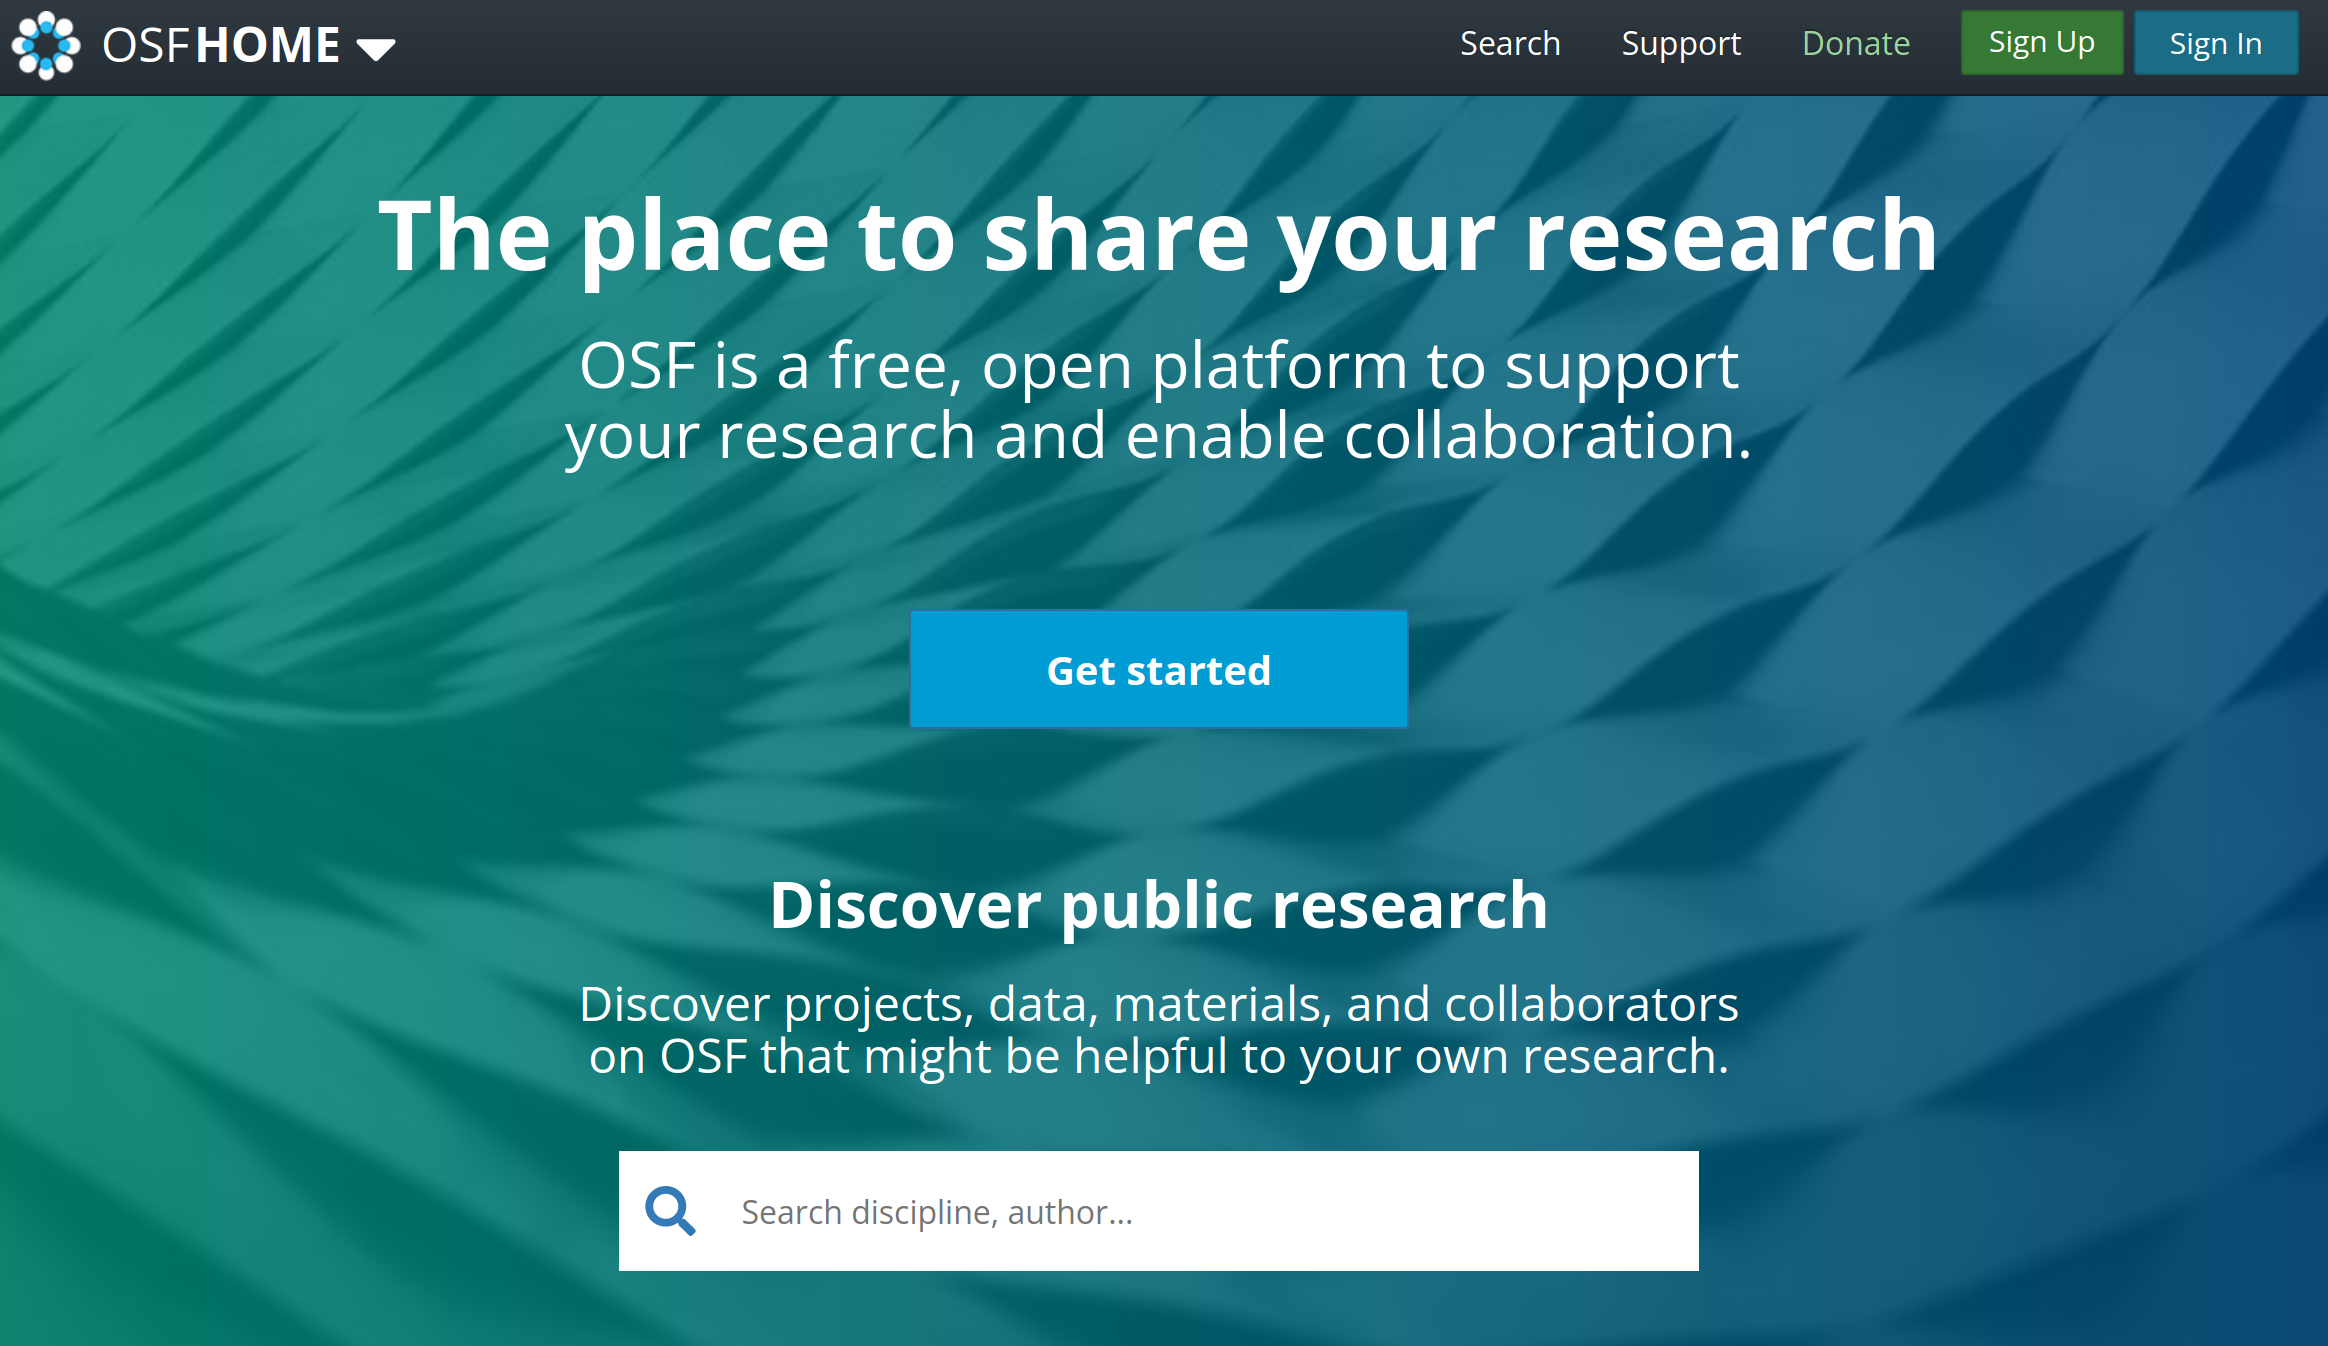 OSFHOME
Search
Support
Donate
Sign Up
Sign In
The place to share your research
OSF is a free, open platform to support
your research and enable collaboration.
Get started
Discover public research
Discover projects, data, materials, and collaborators
on OSF that might be helpful to your own research.
Search discipline, author...